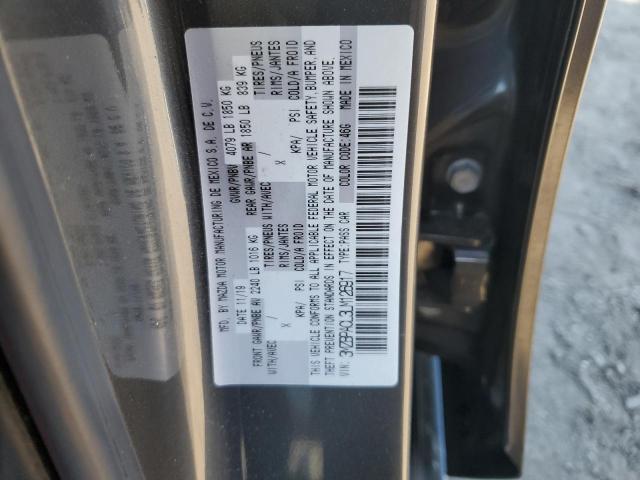 MFD. BY MAZDA MOTOR MANUFACTURING DE MEXICO S.A. DE C.V.
DATE 11/19 GVWR/PNBV 4079 LB 1850 KG
FRONT GAWR/PNBE AV 2240 LB 1016 KG REAR GAWR/PNBE AR 1850 LB 839 KG
WITH/AVEC / TIRES/PNEUS WITH/AVEC / TIRES/PNEUS
X RIMS/JANTES X RIMS/JANTES
KPA/ PSI COLD/A FROID KPA/ PSI COLD/A FROID
THIS VEHICLE CONFORMS TO ALL APPLICABLE FEDERAL MOTOR VEHICLE SAFETY, BUMPER, AND
THEFT PREVENTION STANDARDS IN EFFECT ON THE DATE OF MANUFACTURE SHOWN ABOVE.
3MZBPACL3LM126917 COLOR CODE:46G MADE IN MEXICO
VIN: TYPE:PASS CAR